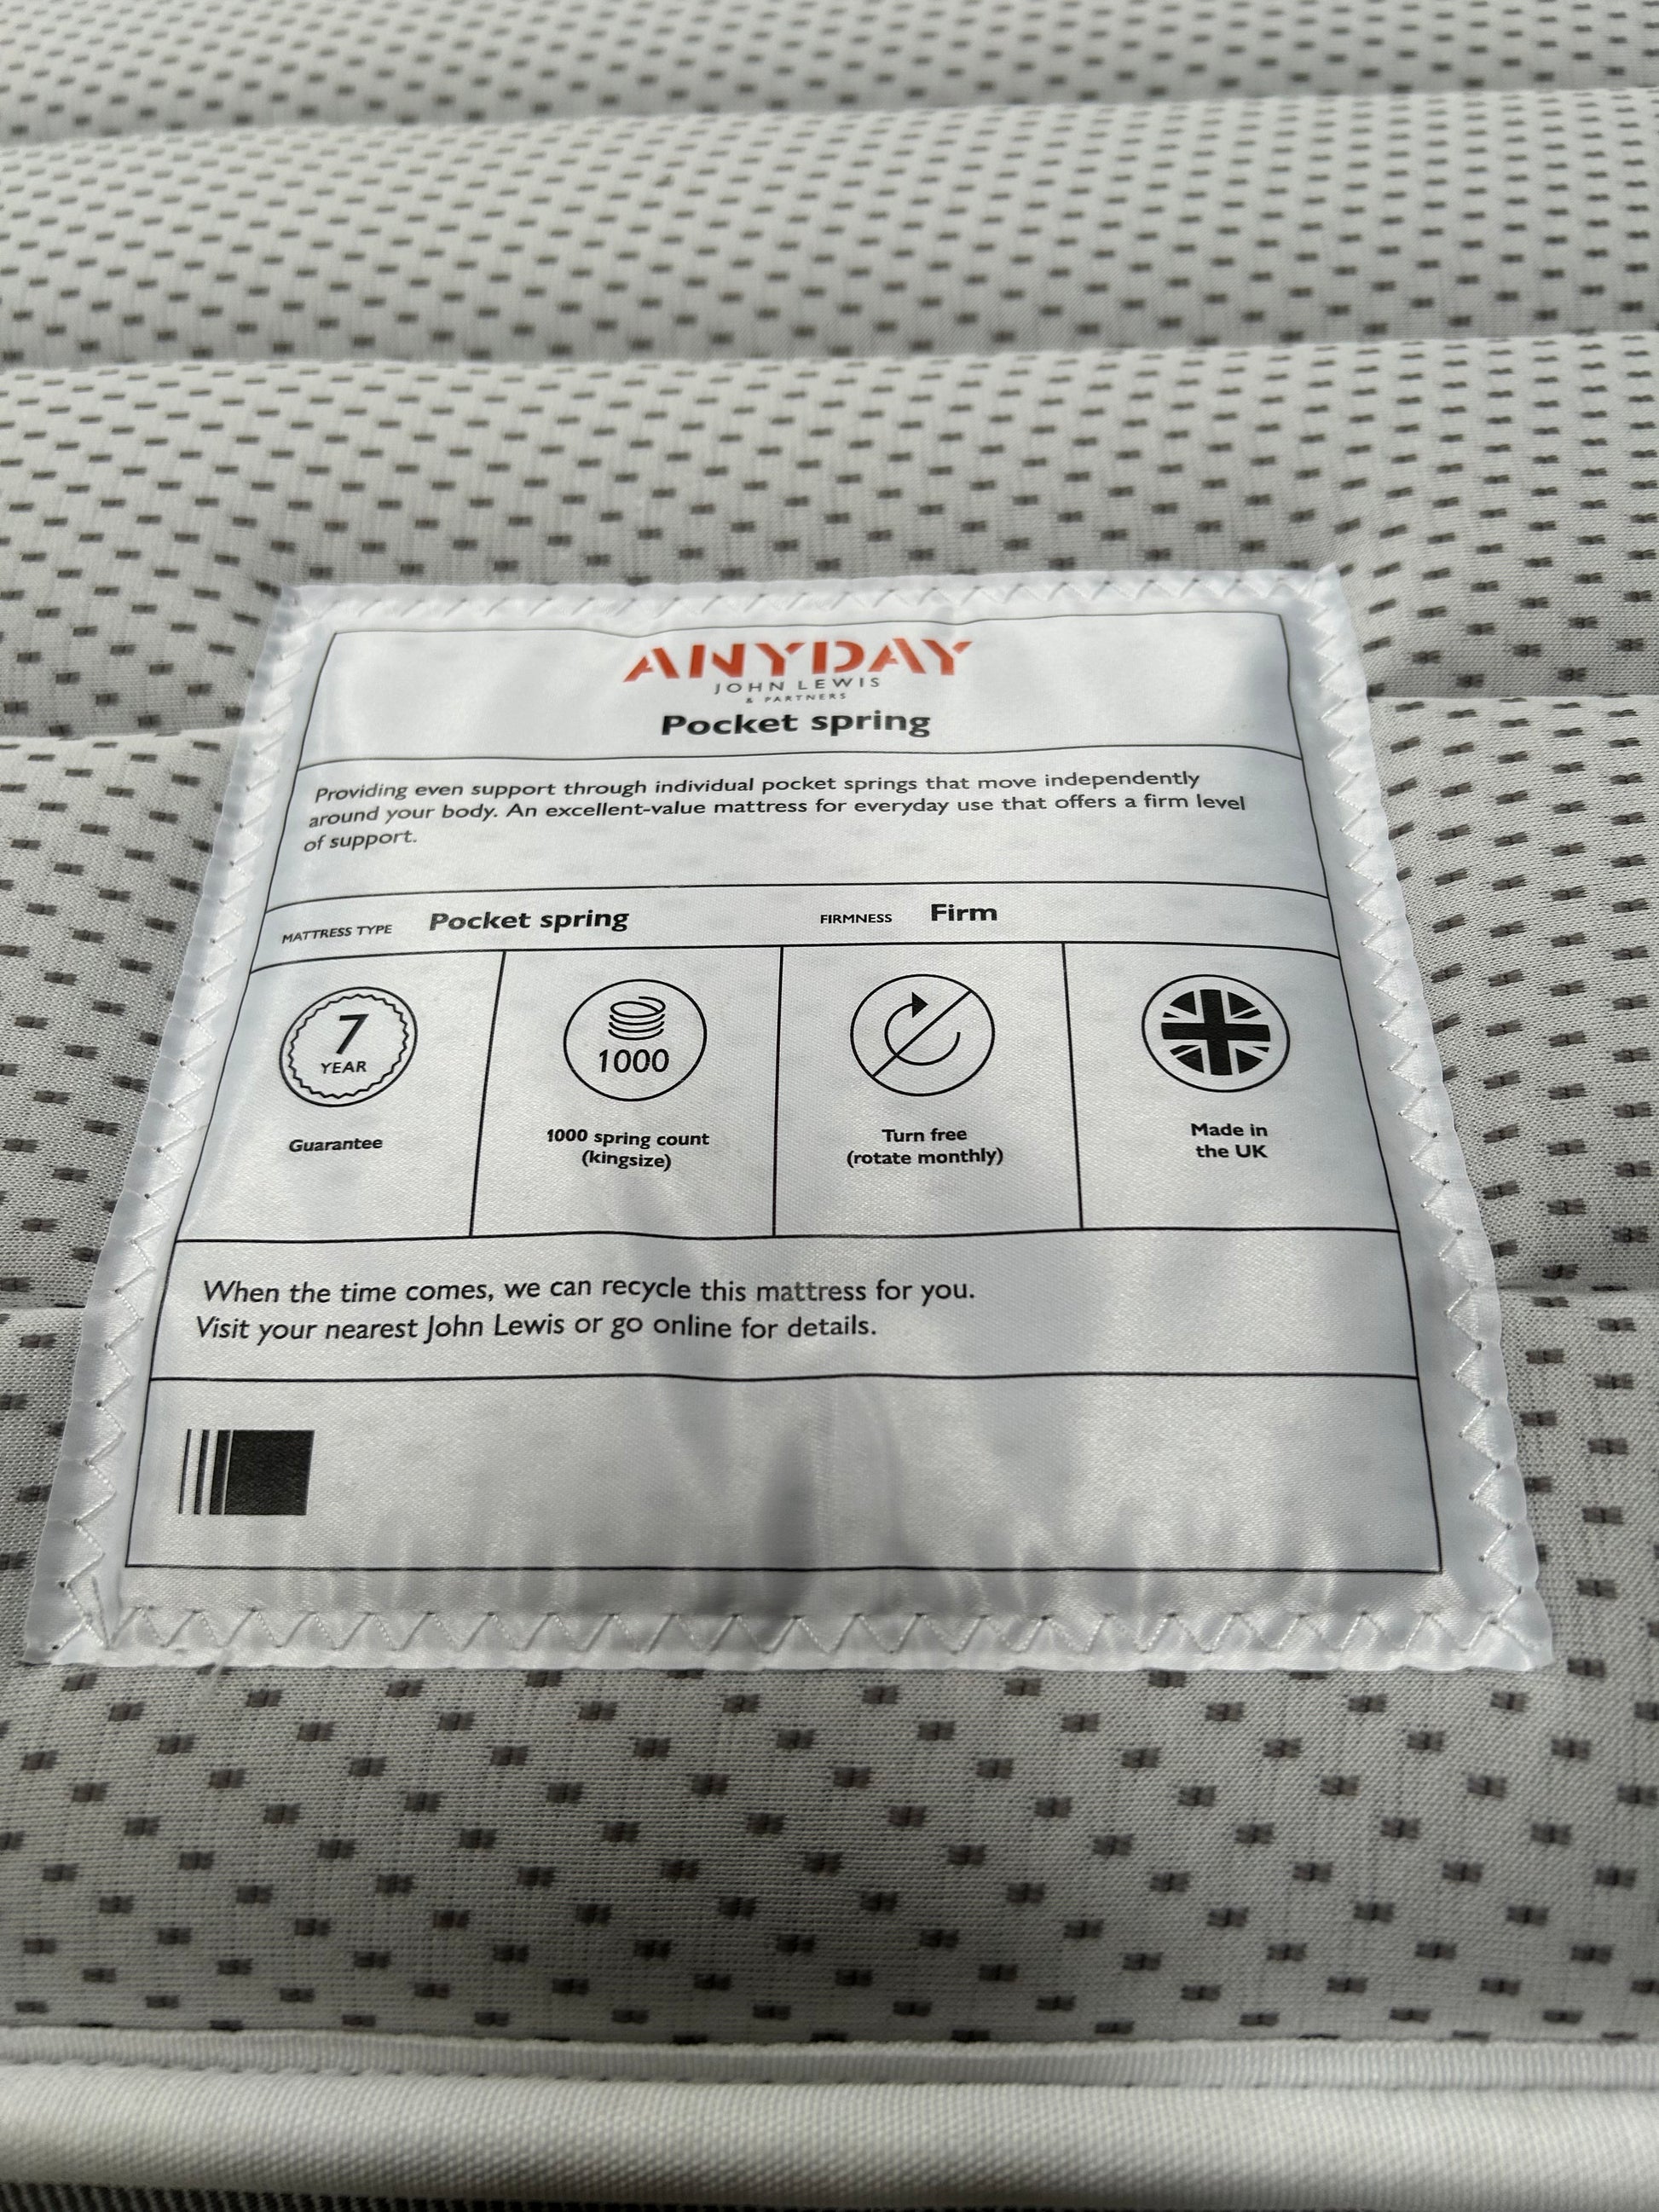 ANYDAY
JOHN LEWIS
& PARTNERS
Pocket spring
Providing even support through individual pocket springs that move independently
around your body. An excellent-value mattress for everyday use that offers a firm level
of support.
MATTRESS TYPE Pocket spring FIRMNESS Firm
7
YEAR
Guarantee
1000
1000 spring count
(kingsize)
Turn free
(rotate monthly)
Made in
the UK
When the time comes, we can recycle this mattress for you.
Visit your nearest John Lewis or go online for details.